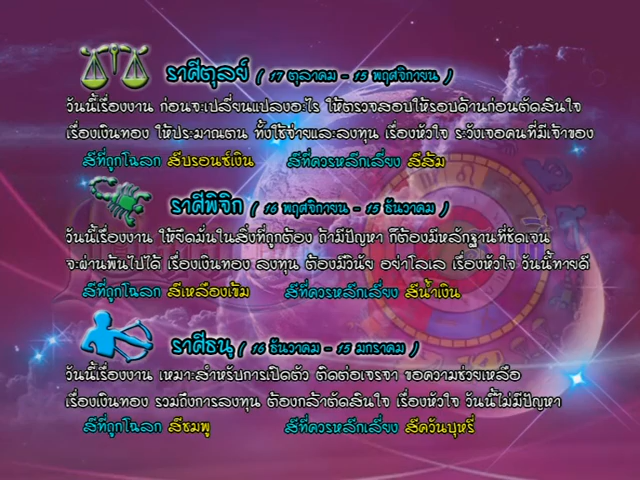 ราศีตุลย์ ( 17 ตุลาคม - 15 พฤศจิกายน )
วันนี้เรื่องงาน ก่อนจะเปลี่ยนแปลงอะไร ให้ตรวจสอบให้รอบด้านก่อนตัดสินใจ
เรื่องเงินทอง ให้ประมาณตน ทั้งใช้จ่ายและลงทุน เรื่องหัวใจ ระวังเจอคนที่มีเจ้าของ
สีที่ถูกโฉลก สีบรอนซ์เงิน สีที่ควรหลีกเลี่ยง สีส้ม
ราศีพิจิก ( 16 พฤศจิกายน - 15 ธันวาคม )
วันนี้เรื่องงาน ให้ยึดมั่นในสิ่งที่ถูกต้อง ถ้ามีปัญหา ก็ต้องมีหลักฐานที่ชัดเจน
จะผ่านพ้นไปได้ เรื่องเงินทอง ลงทุน ต้องมีวินัย อย่าโลเล เรื่องหัวใจ วันนี้ทายดี
สีที่ถูกโฉลก สีเหลืองเข้ม สีที่ควรหลีกเลี่ยง สีน้ำเงิน
ราศีธนู ( 16 ธันวาคม - 15 มกราคม )
วันนี้เรื่องงาน เหมาะสำหรับการเปิดตัว ติดต่อเจรจา ขอความช่วยเหลือ
เรื่องเงินทอง รวมถึงการลงทุน ต้องกล้าตัดสินใจ เรื่องหัวใจ วันนี้ไม่มีปัญหา
สีที่ถูกโฉลก สีชมพู สีที่ควรหลีกเลี่ยง สีควันบุหรี่